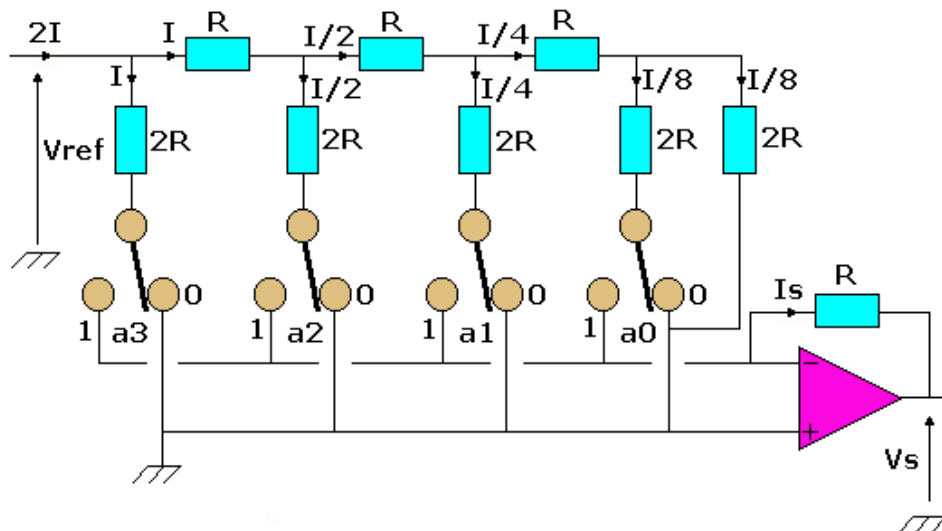 2I I R I/2 R I/4 R
I I/2 I/4 I/8 I/8
Vref 2R 2R 2R 2R 2R
0 0 0 0 Is R
1 a3 1 a2 1 a1 1 a0
−
+
Vs